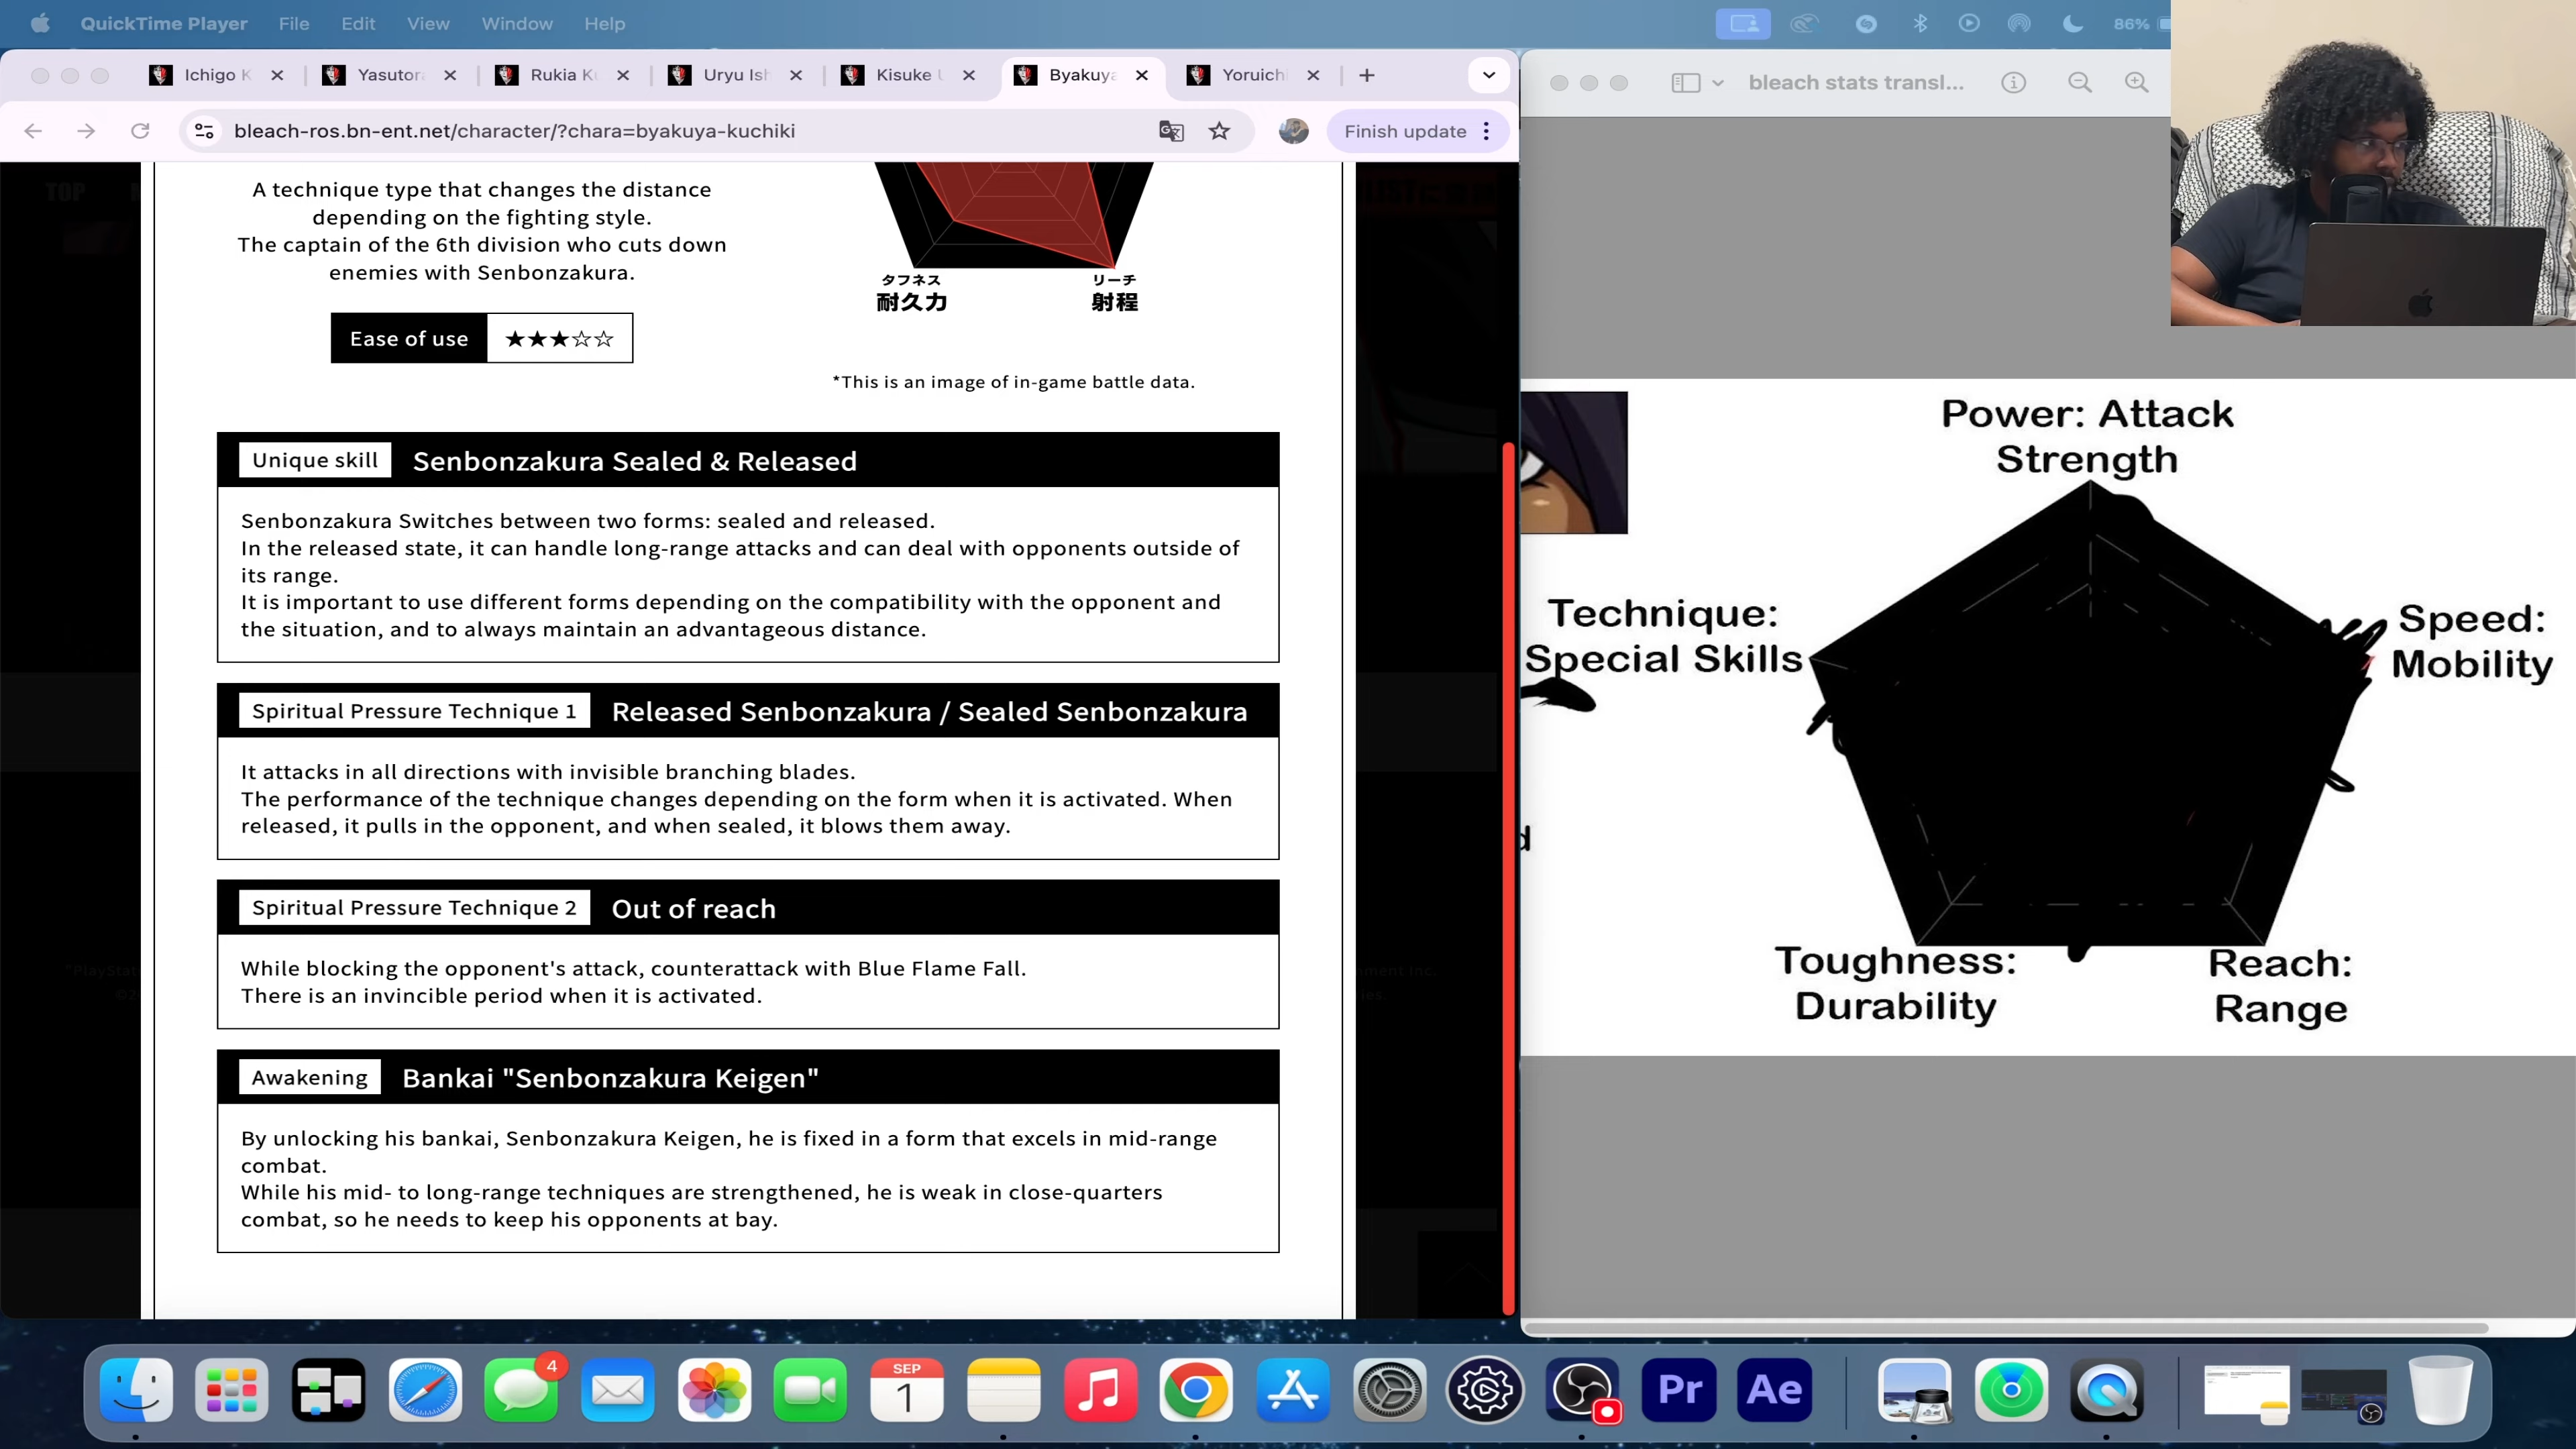 QuickTime Player File Edit View Window Help
86%
Ichigo K
Yasutor
Rukia Ku
Uryu Ish
Kisuke U
Byakuya
Yoruichi
bleach stats transl...
bleach-ros.bn-ent.net/character/?chara=byakuya-kuchiki
Finish update
TOP
A technique type that changes the distance
depending on the fighting style.
The captain of the 6th division who cuts down
enemies with Senbonzakura.
Ease of use ★★★☆☆
タフネス
耐久力
リーチ
射程
*This is an image of in-game battle data.
Unique skill Senbonzakura Sealed & Released
Senbonzakura Switches between two forms: sealed and released.
In the released state, it can handle long-range attacks and can deal with opponents outside of
its range.
It is important to use different forms depending on the compatibility with the opponent and
the situation, and to always maintain an advantageous distance.
Spiritual Pressure Technique 1 Released Senbonzakura / Sealed Senbonzakura
It attacks in all directions with invisible branching blades.
The performance of the technique changes depending on the form when it is activated. When
released, it pulls in the opponent, and when sealed, it blows them away.
Spiritual Pressure Technique 2 Out of reach
While blocking the opponent's attack, counterattack with Blue Flame Fall.
There is an invincible period when it is activated.
Awakening Bankai "Senbonzakura Keigen"
By unlocking his bankai, Senbonzakura Keigen, he is fixed in a form that excels in mid-range
combat.
While his mid- to long-range techniques are strengthened, he is weak in close-quarters
combat, so he needs to keep his opponents at bay.
Power: Attack
Strength
Technique:
Special Skills
Speed:
Mobility
d
Toughness:
Durability
Reach:
Range
4
SEP
1
Pr
Ae